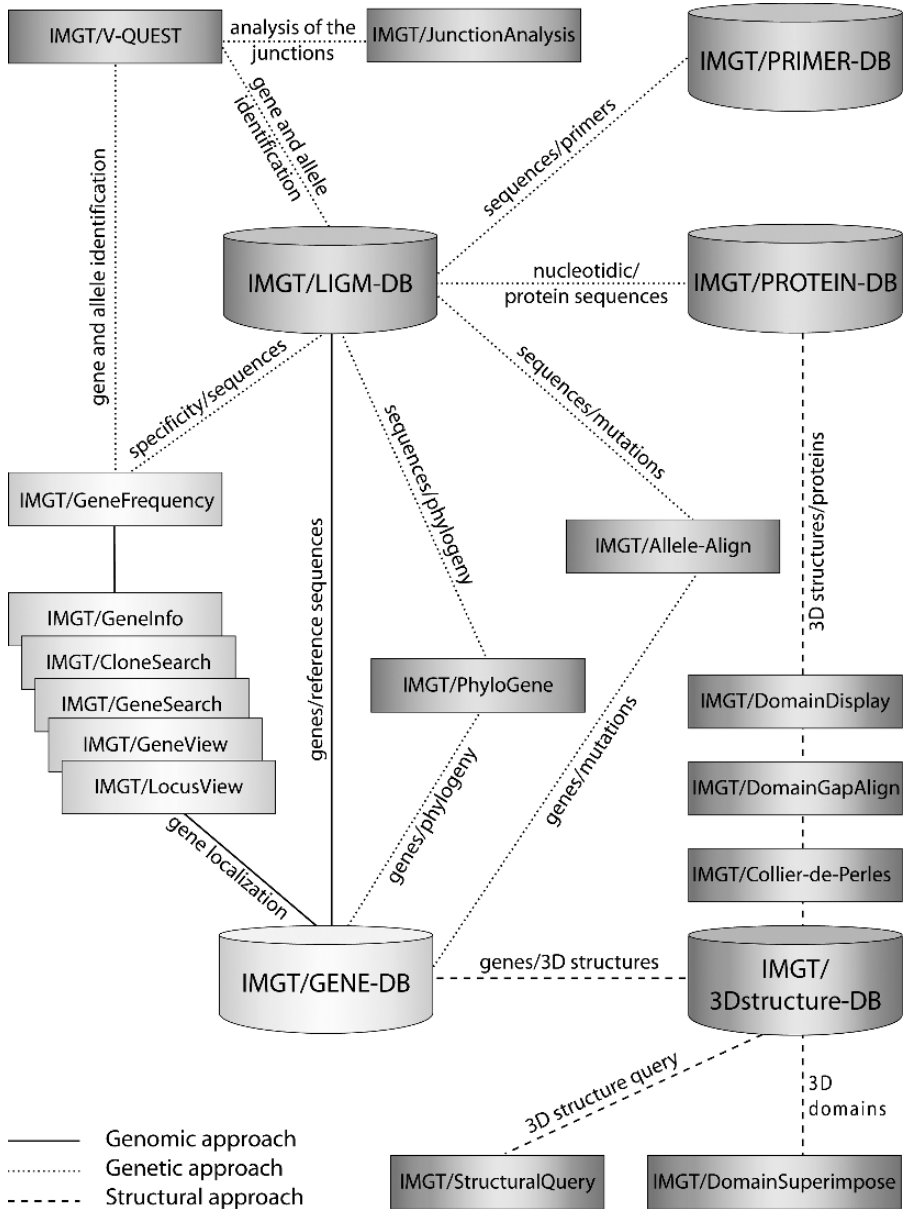 IMGT/V-QUEST
analysis of the
junctions
IMGT/JunctionAnalysis
IMGT/PRIMER-DB
gene and allele
identification
sequences/primers
gene and allele identification
IMGT/LIGM-DB
nucleotidic/
protein sequences
IMGT/PROTEIN-DB
specificity/sequences
sequences/mutations
sequences/phylogeny
IMGT/GeneFrequency
genes/reference sequences
IMGT/Allele-Align
3D structures/proteins
IMGT/GeneInfo
IMGT/CloneSearch
IMGT/GeneSearch
IMGT/GeneView
IMGT/LocusView
IMGT/PhyloGene
IMGT/DomainDisplay
genes/mutations
IMGT/DomainGapAlign
gene localization
genes/phylogeny
IMGT/Collier-de-Perles
IMGT/GENE-DB
genes/3D structures
IMGT/
3Dstructure-DB
3D structure query
3D
domains
Genomic approach
Genetic approach
Structural approach
IMGT/StructuralQuery
IMGT/DomainSuperimpose